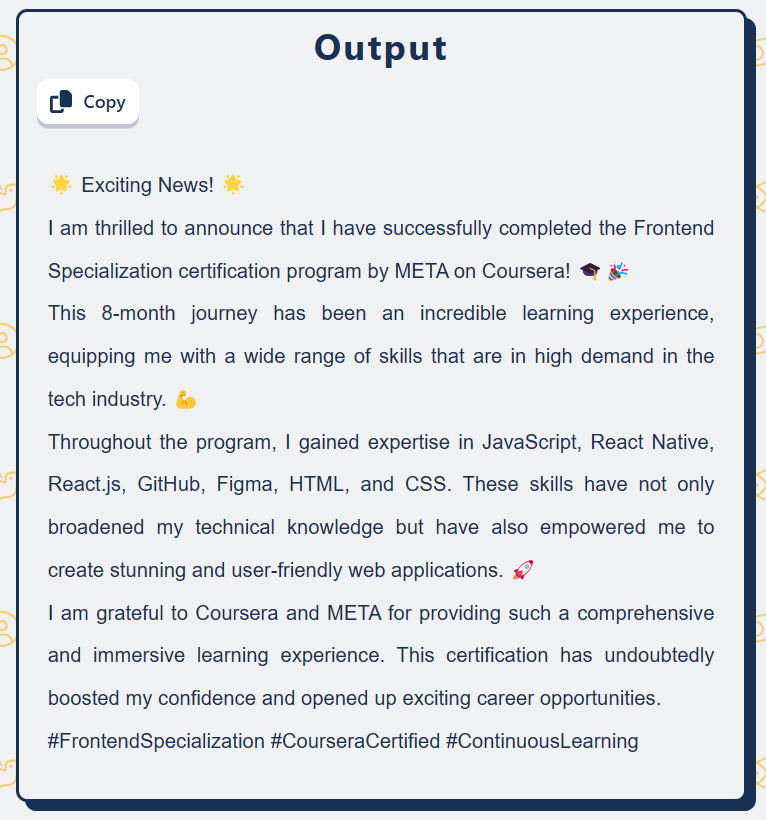 Output
Copy
🌟 Exciting News! 🌟
I am thrilled to announce that I have successfully completed the Frontend
Specialization certification program by META on Coursera! 🎓 🎉
This 8-month journey has been an incredible learning experience,
equipping me with a wide range of skills that are in high demand in the
tech industry. 💪
Throughout the program, I gained expertise in JavaScript, React Native,
React.js, GitHub, Figma, HTML, and CSS. These skills have not only
broadened my technical knowledge but have also empowered me to
create stunning and user-friendly web applications. 🚀
I am grateful to Coursera and META for providing such a comprehensive
and immersive learning experience. This certification has undoubtedly
boosted my confidence and opened up exciting career opportunities.
#FrontendSpecialization #CourseraCertified #ContinuousLearning